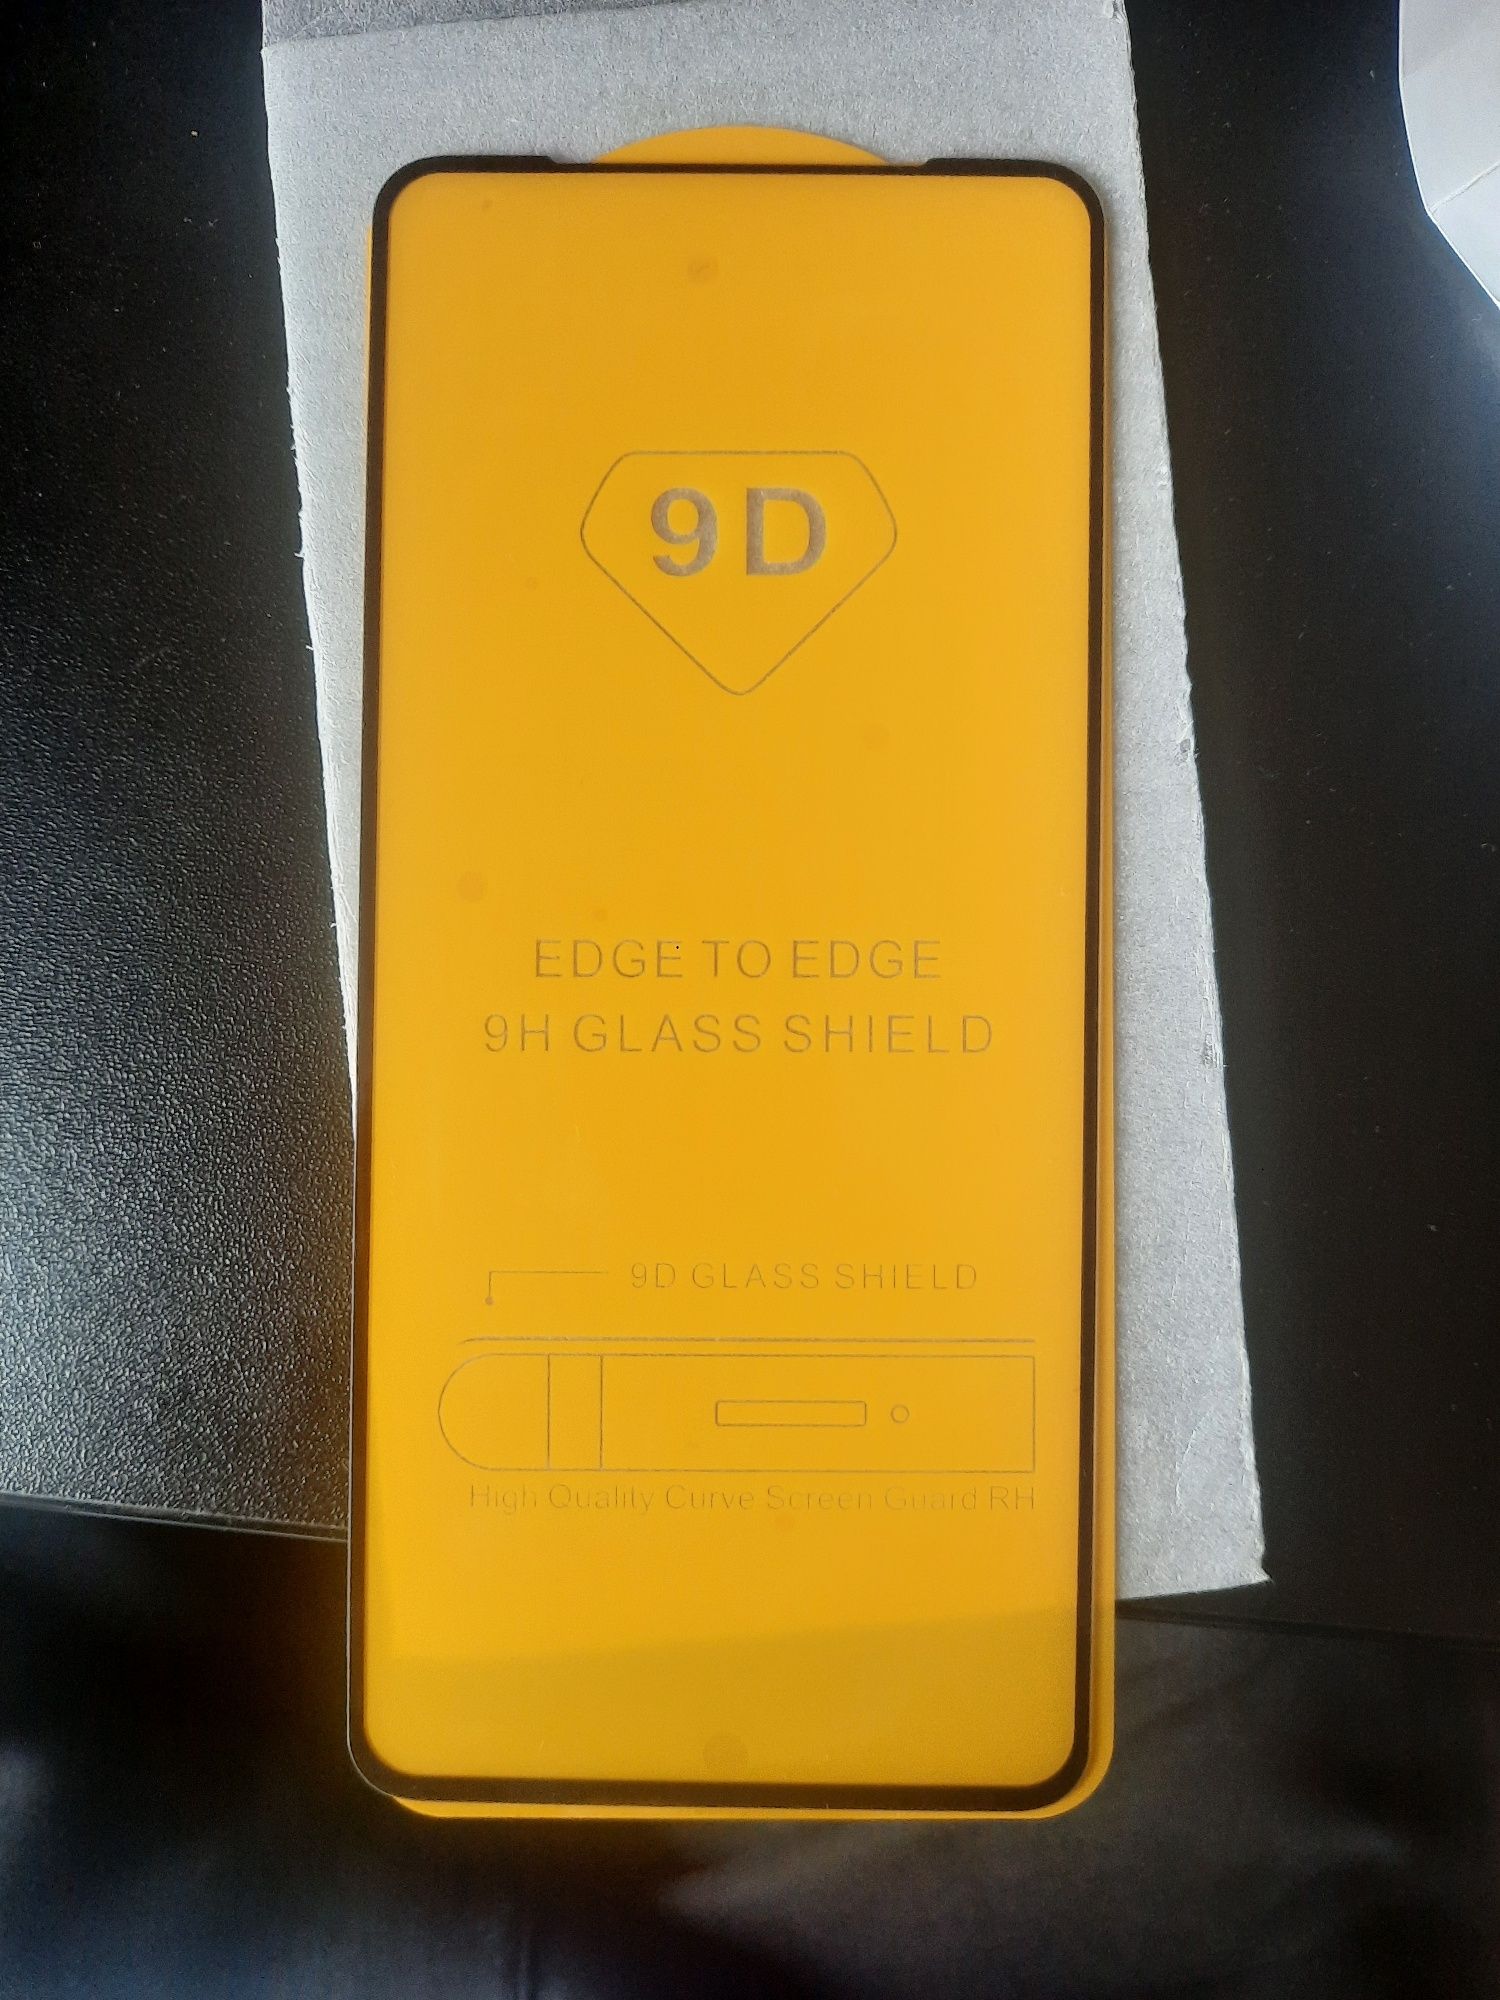 9D
EDGE TO EDGE
9H GLASS SHIELD
9D GLASS SHIELD
High Quality Curve Screen Guard RH